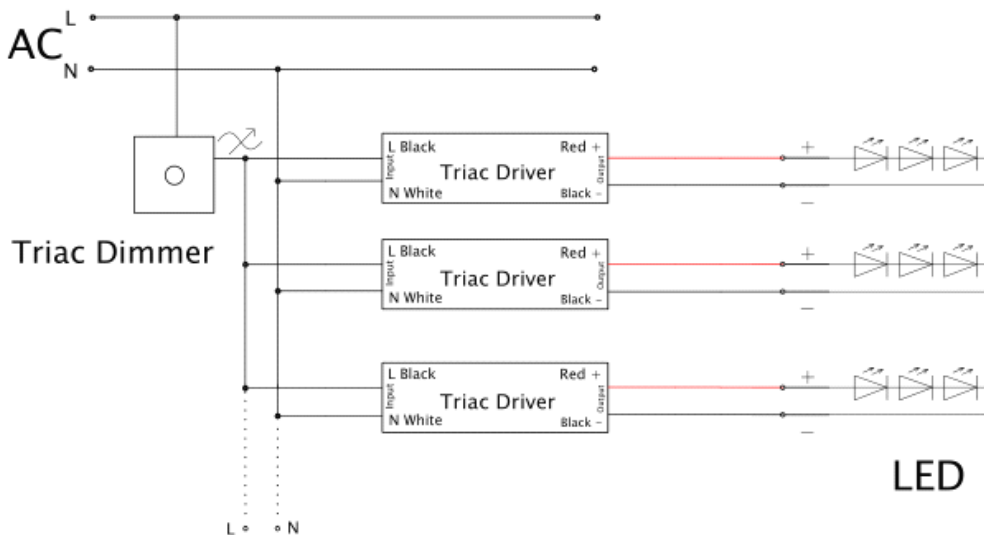 L
AC
N
L Black
Red +
Input
Triac Driver
Output
N White
Black -
Triac Dimmer
L Black
Red +
Input
Triac Driver
Output
N White
Black -
L Black
Red +
Input
Triac Driver
Output
N White
Black -
+
−
+
−
+
−
LED
L
N